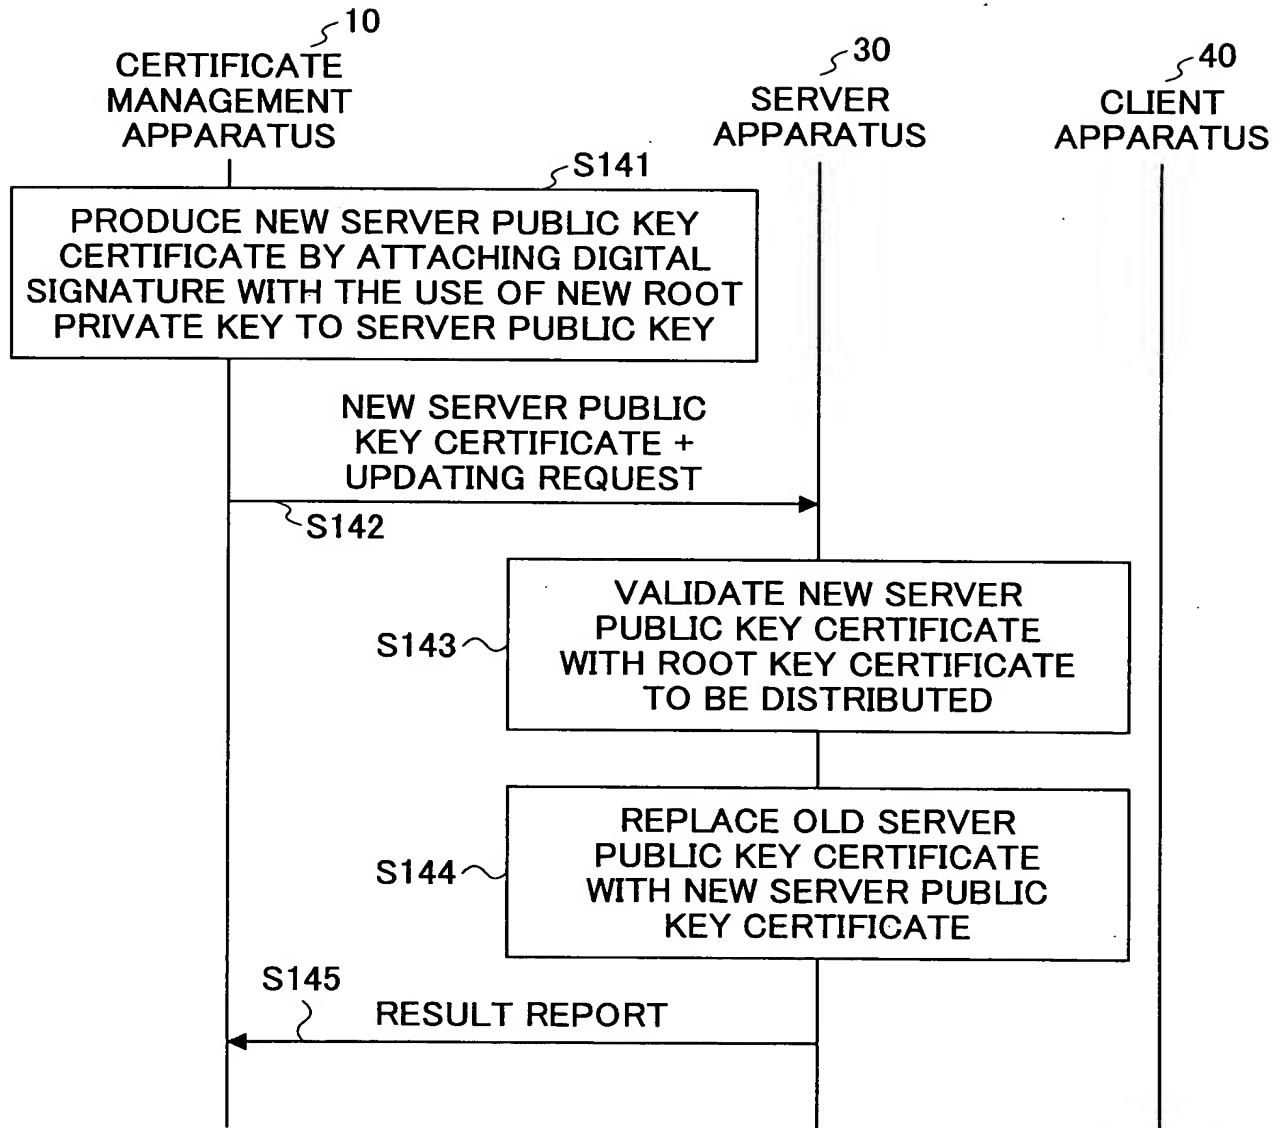 10
CERTIFICATE
MANAGEMENT
APPARATUS
30
SERVER
APPARATUS
40
CLIENT
APPARATUS
S141
PRODUCE NEW SERVER PUBLIC KEY
CERTIFICATE BY ATTACHING DIGITAL
SIGNATURE WITH THE USE OF NEW ROOT
PRIVATE KEY TO SERVER PUBLIC KEY
NEW SERVER PUBLIC
KEY CERTIFICATE +
UPDATING REQUEST
S142
S143
VALIDATE NEW SERVER
PUBLIC KEY CERTIFICATE
WITH ROOT KEY CERTIFICATE
TO BE DISTRIBUTED
S144
REPLACE OLD SERVER
PUBLIC KEY CERTIFICATE
WITH NEW SERVER PUBLIC
KEY CERTIFICATE
S145
RESULT REPORT